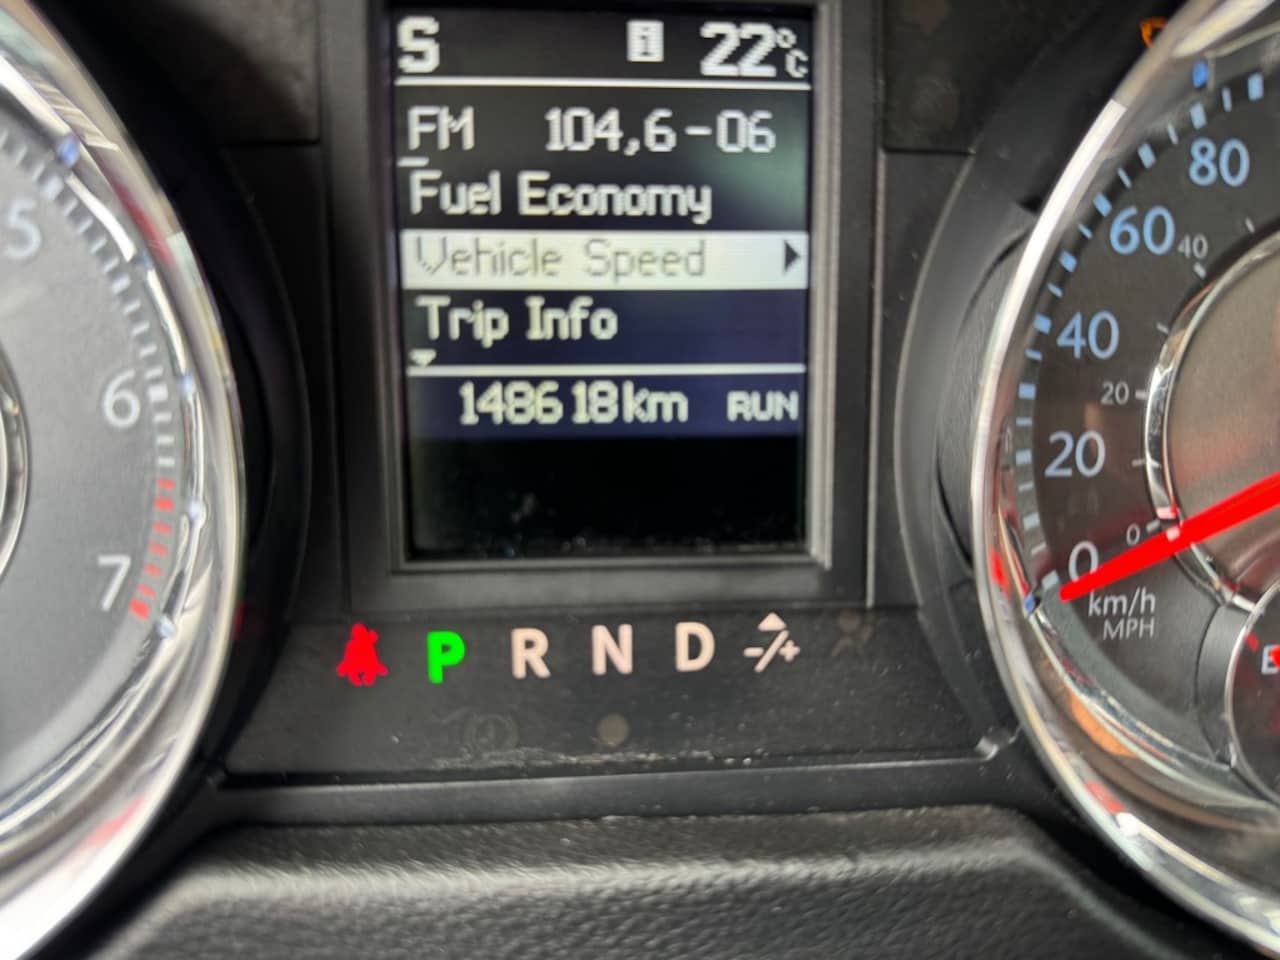 S i 22°C
FM 104,6-06
Fuel Economy
Vehicle Speed
Trip Info
148618km RUN
5
6
7
P R N D -/+
80
60
40
40
20
20
0
0
km/h
MPH
E